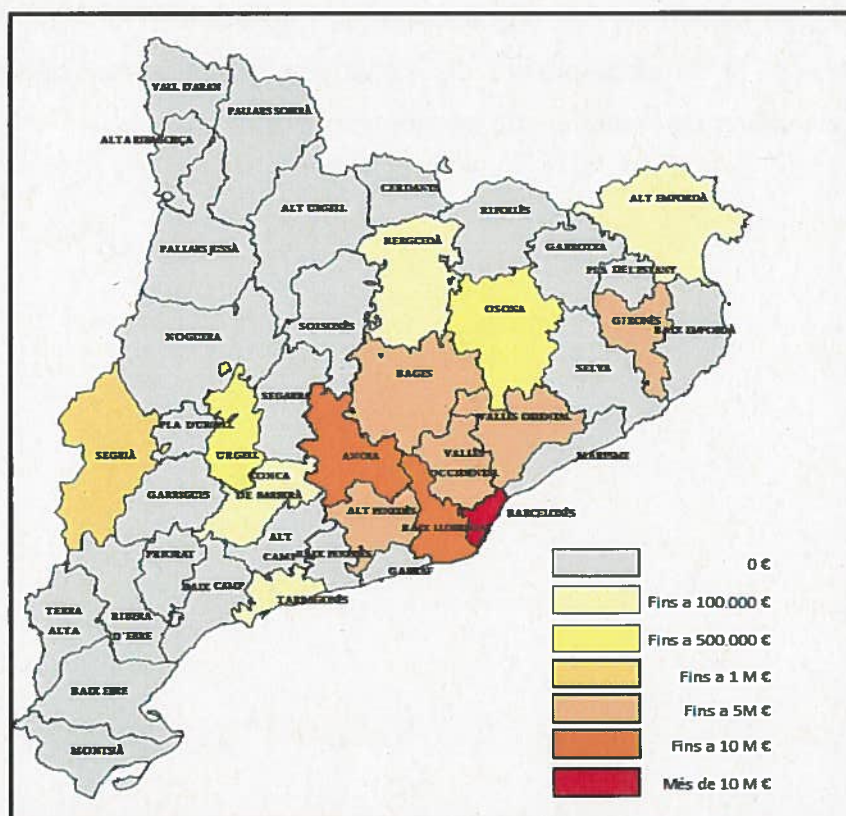 VALL D'ARAN
PALLARS SOBIRÀ
ALTA RIBAGORÇA
CERDANYA
ALT EMPORDÀ
ALT URGELL
RIPOLLÈS
BERGUEDÀ
GARROTXA
PALLARS JUSSÀ
PLA DE L'ESTANY
OSONA
GIRONÈS
SOLSONÈS
BAIX EMPORDÀ
NOGUERA
BAGES
SELVA
SEGARRA
VALLÈS ORIENTAL
PLA D'URGELL
SEGRIÀ
URGELL
ANOIA
VALLÈS
OCCIDENTAL
MARESME
CONCA
DE BARBERÀ
GARRIGUES
ALT PENEDÈS
BARCELONÈS
BAIX LLOBREGAT
ALT
CAMP
BAIX PENEDÈS
PRIORAT
GARRAF
BAIX CAMP
TARRAGONÈS
TERRA
ALTA
RIBERA
D'EBRE
BAIX EBRE
MONTSIÀ
0 €
Fins a 100.000 €
Fins a 500.000 €
Fins a 1 M €
Fins a 5M €
Fins a 10 M €
Més de 10 M €